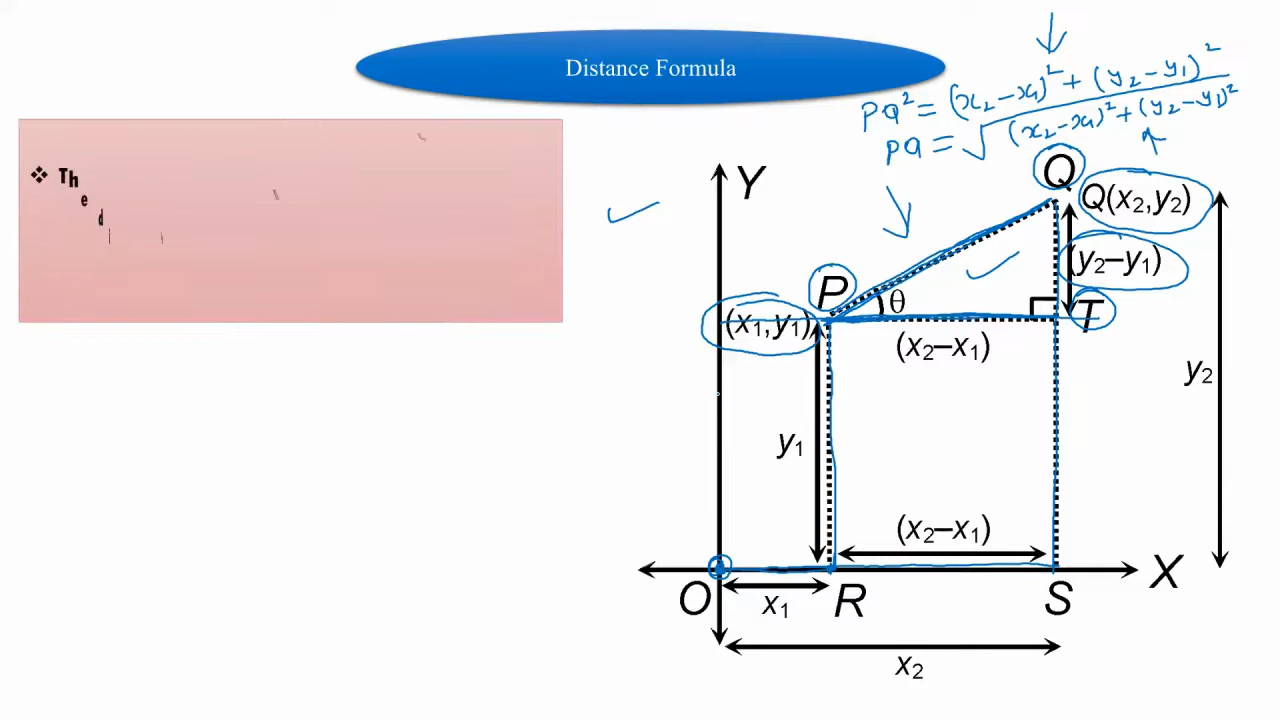 Distance Formula
PQ² = (x₂–x₁)² + (y₂–y₁)²
PQ = √(x₂–x₁)² + (y₂–y₁)²
❖ Th
e
d
i
Y
Q
Q(x₂,y₂)
(y₂–y₁)
P
θ
(x₁,y₁)
T
(x₂–x₁)
y₂
y₁
(x₂–x₁)
X
O
x₁
R
S
x₂